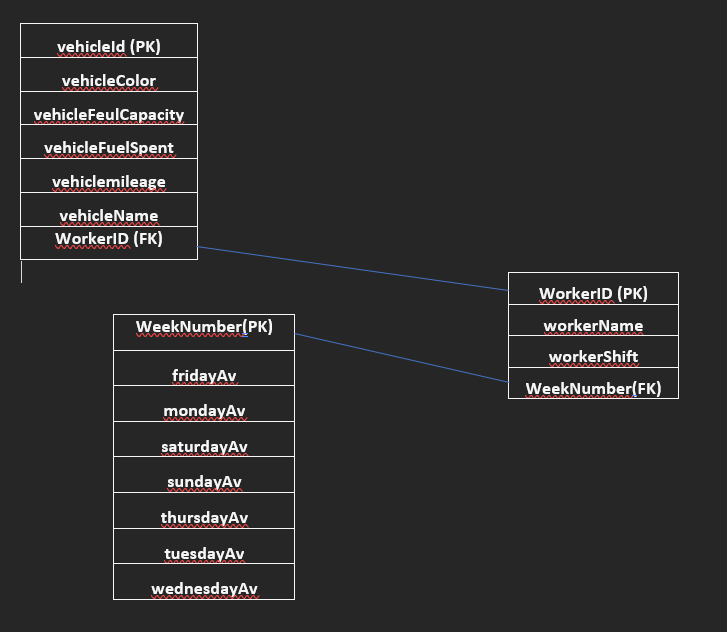 vehicleId (PK)
vehicleColor
vehicleFeulCapacity
vehicleFuelSpent
vehiclemileage
vehicleName
WorkerID (FK)
WorkerID (PK)
workerName
workerShift
WeekNumber(FK)
WeekNumber(PK)
fridayAv
mondayAv
saturdayAv
sundayAv
thursdayAv
tuesdayAv
wednesdayAv